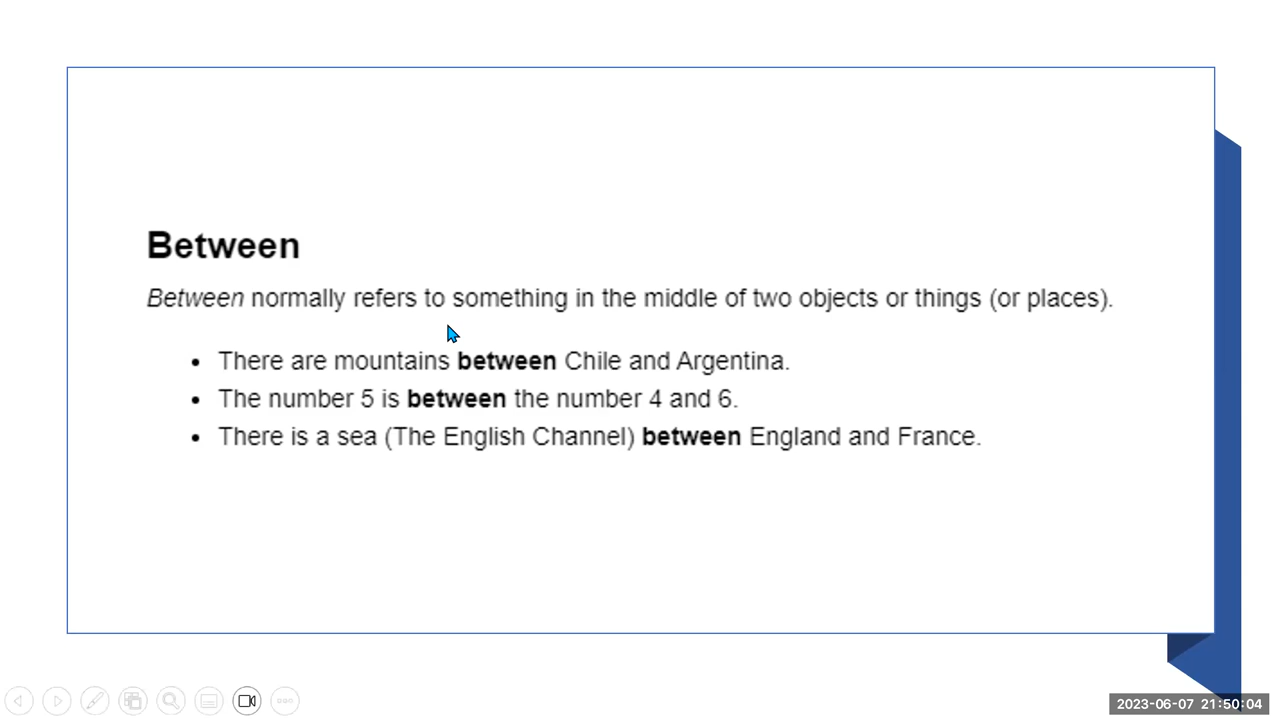 Between
Between normally refers to something in the middle of two objects or things (or places).
• There are mountains between Chile and Argentina.
• The number 5 is between the number 4 and 6.
• There is a sea (The English Channel) between England and France.
2023-06-07 21:50:04